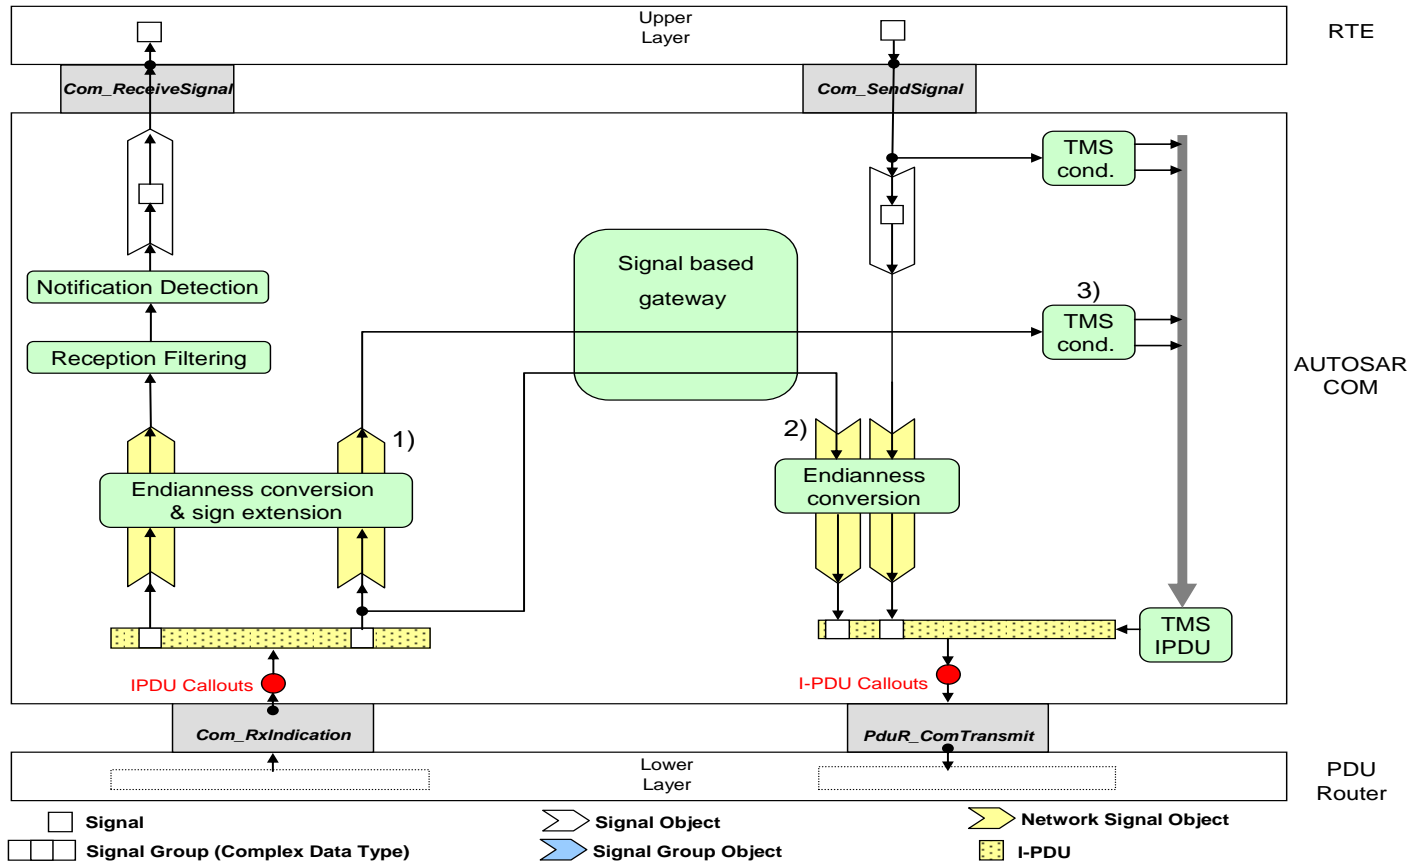 Upper
Layer
RTE
Com_ReceiveSignal
Com_SendSignal
TMS
cond.
Signal based
gateway
Notification Detection
3)
TMS
cond.
Reception Filtering
AUTOSAR
COM
1)
2)
Endianness conversion
& sign extension
Endianness
conversion
TMS
IPDU
IPDU Callouts
I-PDU Callouts
Com_RxIndication
PduR_ComTransmit
Lower
Layer
PDU
Router
Signal
Signal Object
Network Signal Object
Signal Group (Complex Data Type)
Signal Group Object
I-PDU